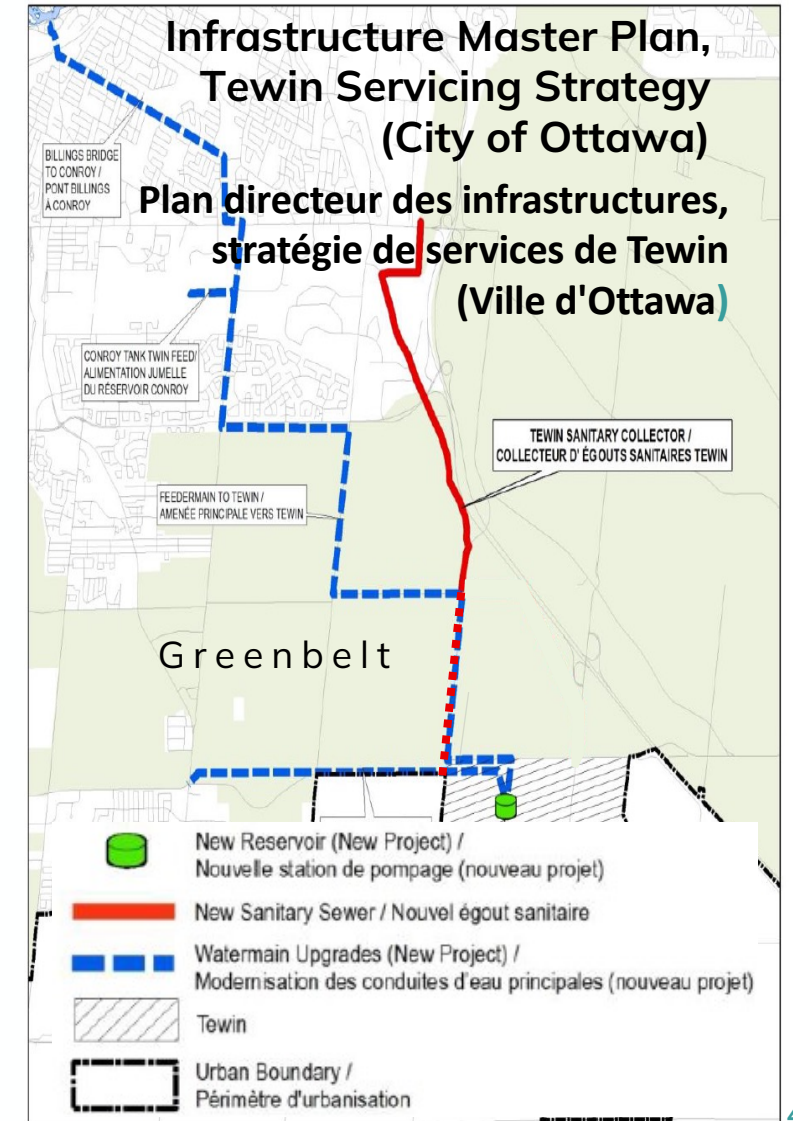 Infrastructure Master Plan,
Tewin Servicing Strategy
(City of Ottawa)
Plan directeur des infrastructures,
stratégie de services de Tewin
(Ville d'Ottawa)
BILLINGS BRIDGE
TO CONROY /
PONT BILLINGS
À CONROY
CONROY TANK TWIN FEED/
ALIMENTATION JUMELLE
DU RÉSERVOIR CONROY
TEWIN SANITARY COLLECTOR /
COLLECTEUR D' ÉGOUTS SANITAIRES TEWIN
FEEDERMAIN TO TEWIN /
AMENÉE PRINCIPALE VERS TEWIN
Greenbelt
New Reservoir (New Project) /
Nouvelle station de pompage (nouveau projet)
New Sanitary Sewer / Nouvel égout sanitaire
Watermain Upgrades (New Project) /
Modernisation des conduites d'eau principales (nouveau projet)
Tewin
Urban Boundary /
Périmètre d'urbanisation